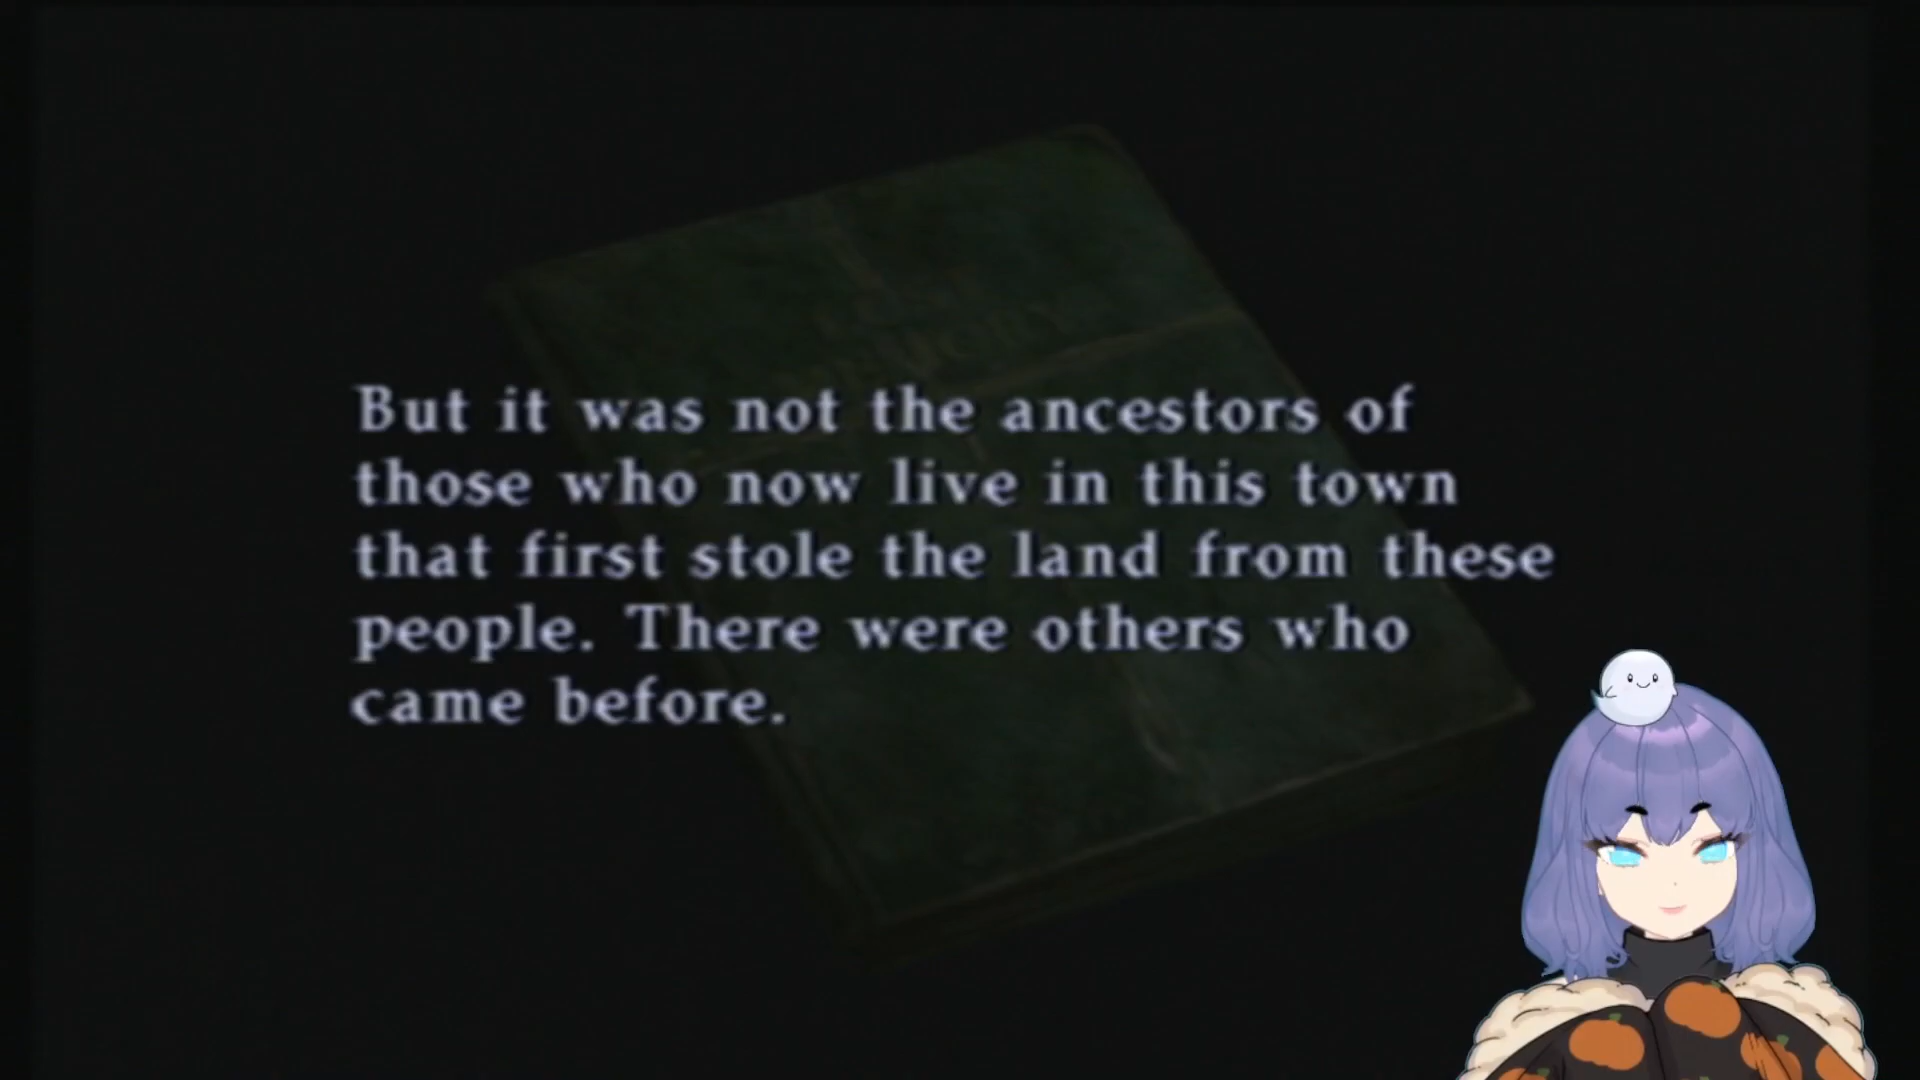 But it was not the ancestors of
those who now live in this town
that first stole the land from these
people. There were others who
came before.